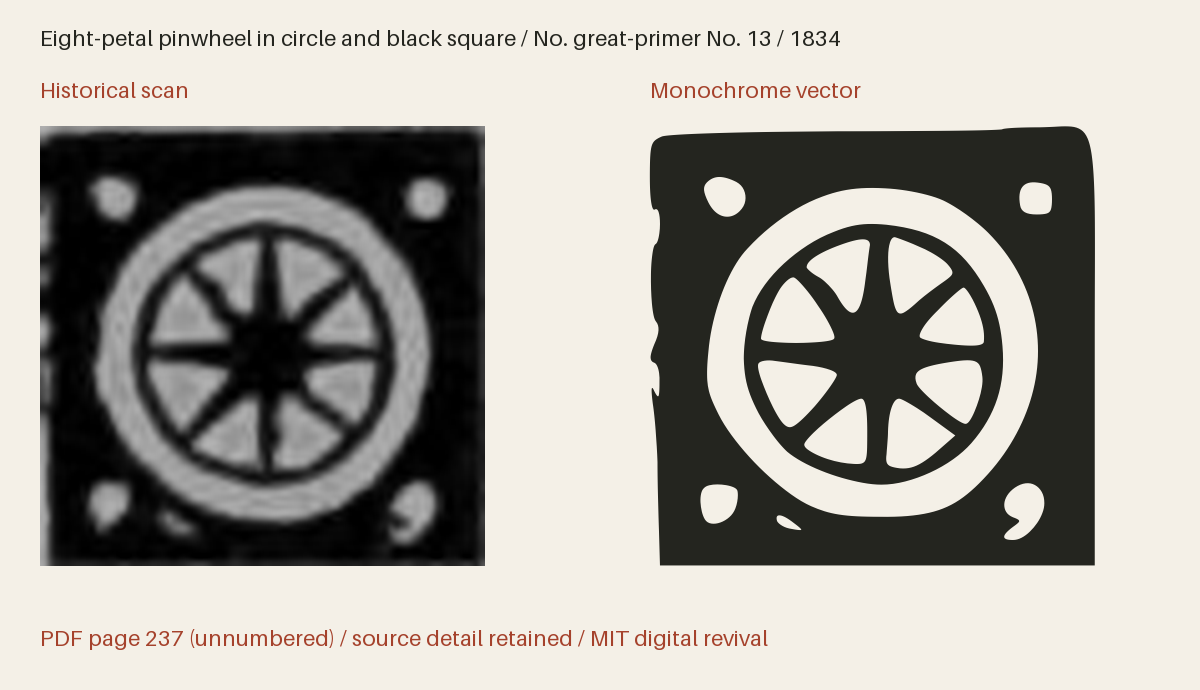 Eight-petal pinwheel in circle and black square / No. great-primer No. 13 / 1834
Historical scan
Monochrome vector
PDF page 237 (unnumbered) / source detail retained / MIT digital revival